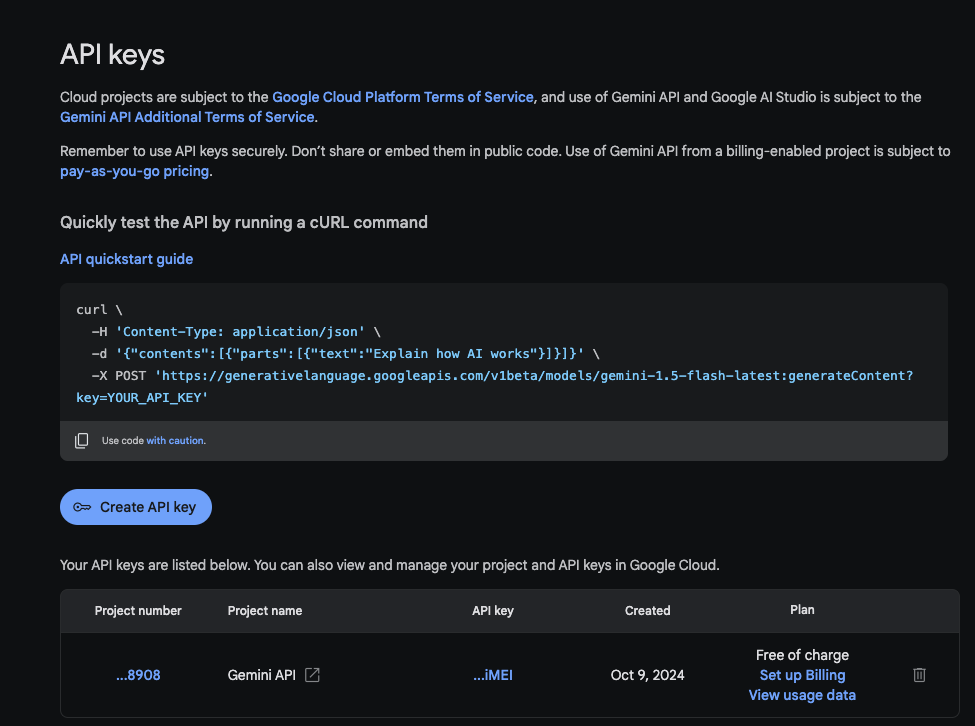 API keys
Cloud projects are subject to the Google Cloud Platform Terms of Service, and use of Gemini API and Google AI Studio is subject to the
Gemini API Additional Terms of Service.
Remember to use API keys securely. Don’t share or embed them in public code. Use of Gemini API from a billing-enabled project is subject to
pay-as-you-go pricing.
Quickly test the API by running a cURL command
API quickstart guide
curl \
-H 'Content-Type: application/json' \
-d '{"contents":[{"parts":[{"text":"Explain how AI works"}]}]}' \
-X POST 'https://generativelanguage.googleapis.com/v1beta/models/gemini-1.5-flash-latest:generateContent?
key=YOUR_API_KEY'
Use code with caution.
Create API key
Your API keys are listed below. You can also view and manage your project and API keys in Google Cloud.
Project number Project name API key Created Plan
...8908 Gemini API ...iMEI Oct 9, 2024 Free of charge
Set up Billing
View usage data